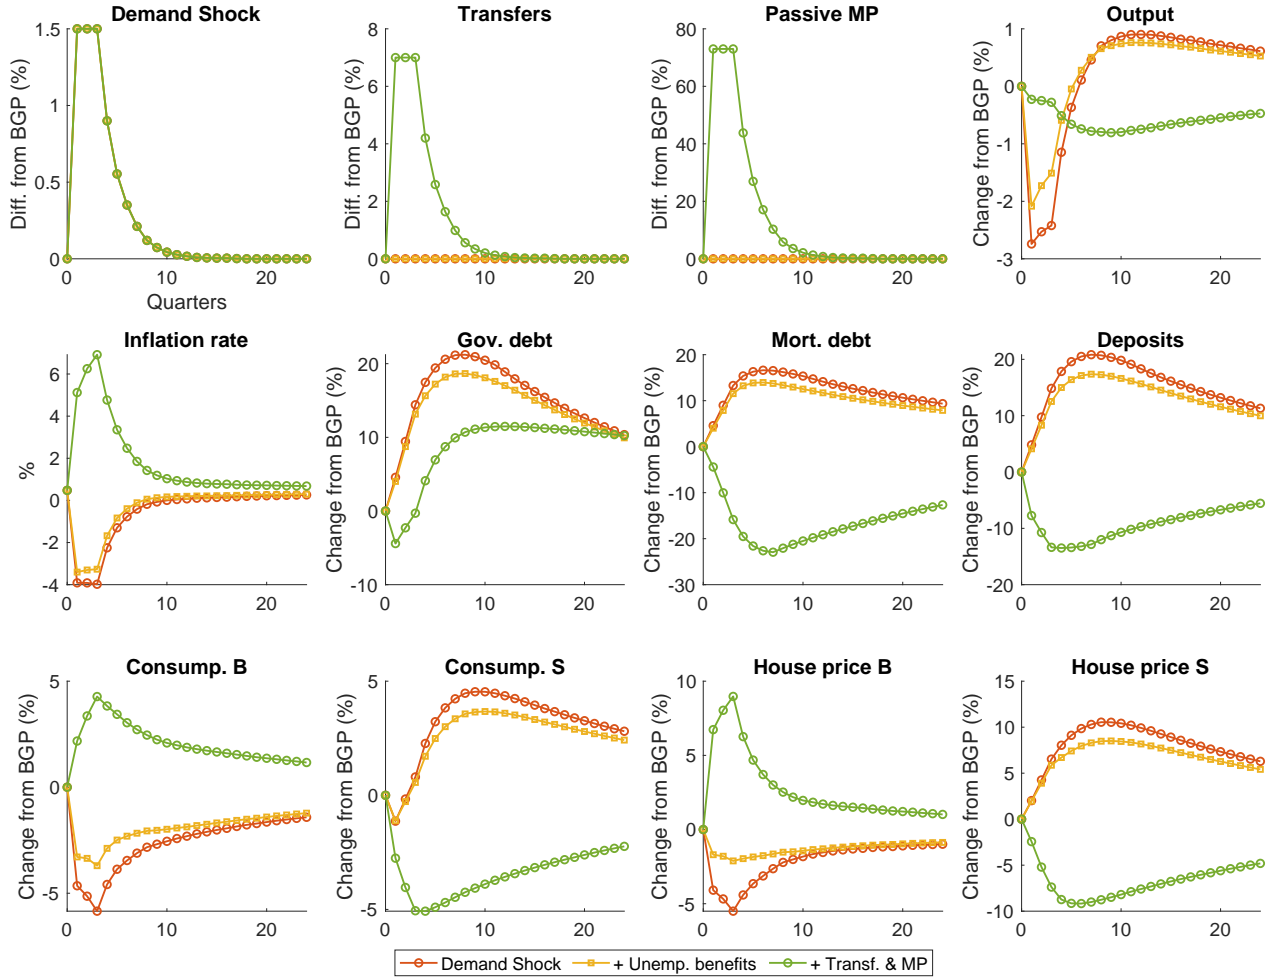 Demand Shock
Diff. from BGP (%)
1.5
1
0.5
0
0 10 20
Quarters
Transfers
Diff. from BGP (%)
8
6
4
2
0
0 10 20
Passive MP
Diff. from BGP (%)
80
60
40
20
0
0 10 20
Output
Change from BGP (%)
1
0
-1
-2
-3
0 10 20
Inflation rate
%
6
4
2
0
-2
-4
0 10 20
Gov. debt
Change from BGP (%)
20
10
0
-10
0 10 20
Mort. debt
Change from BGP (%)
20
10
0
-10
-20
-30
0 10 20
Deposits
Change from BGP (%)
20
10
0
-10
-20
0 10 20
Consump. B
Change from BGP (%)
5
0
-5
0 10 20
Consump. S
Change from BGP (%)
5
0
-5
0 10 20
House price B
Change from BGP (%)
10
5
0
-5
0 10 20
House price S
Change from BGP (%)
15
10
5
0
-5
-10
0 10 20
Demand Shock + Unemp. benefits + Transf. & MP